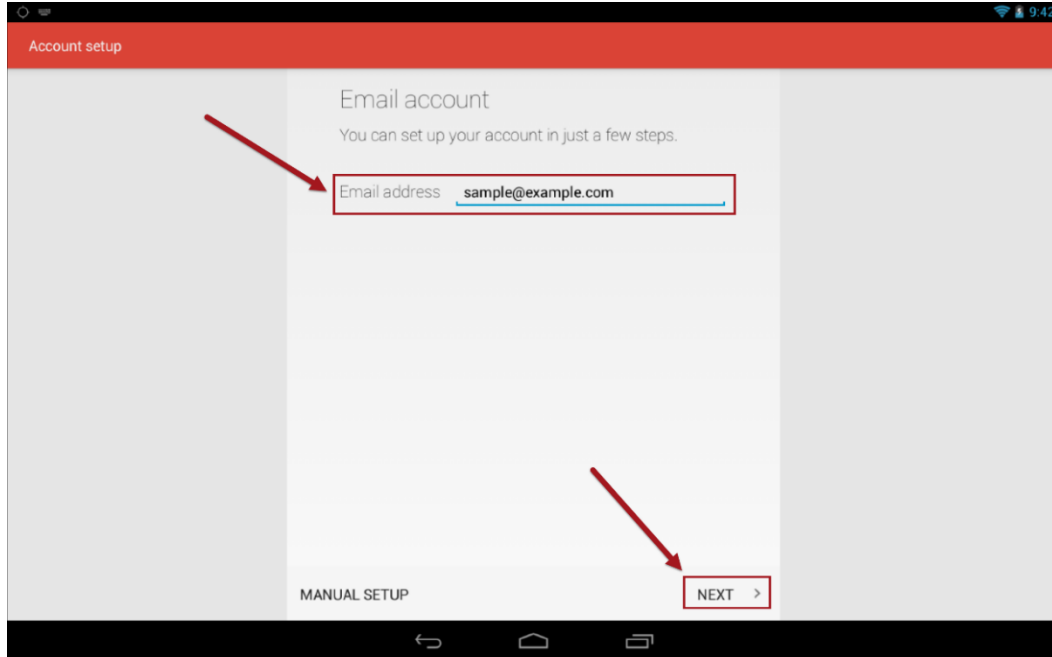 9:42
Account setup
Email account
You can set up your account in just a few steps.
Email address sample@example.com
MANUAL SETUP NEXT >